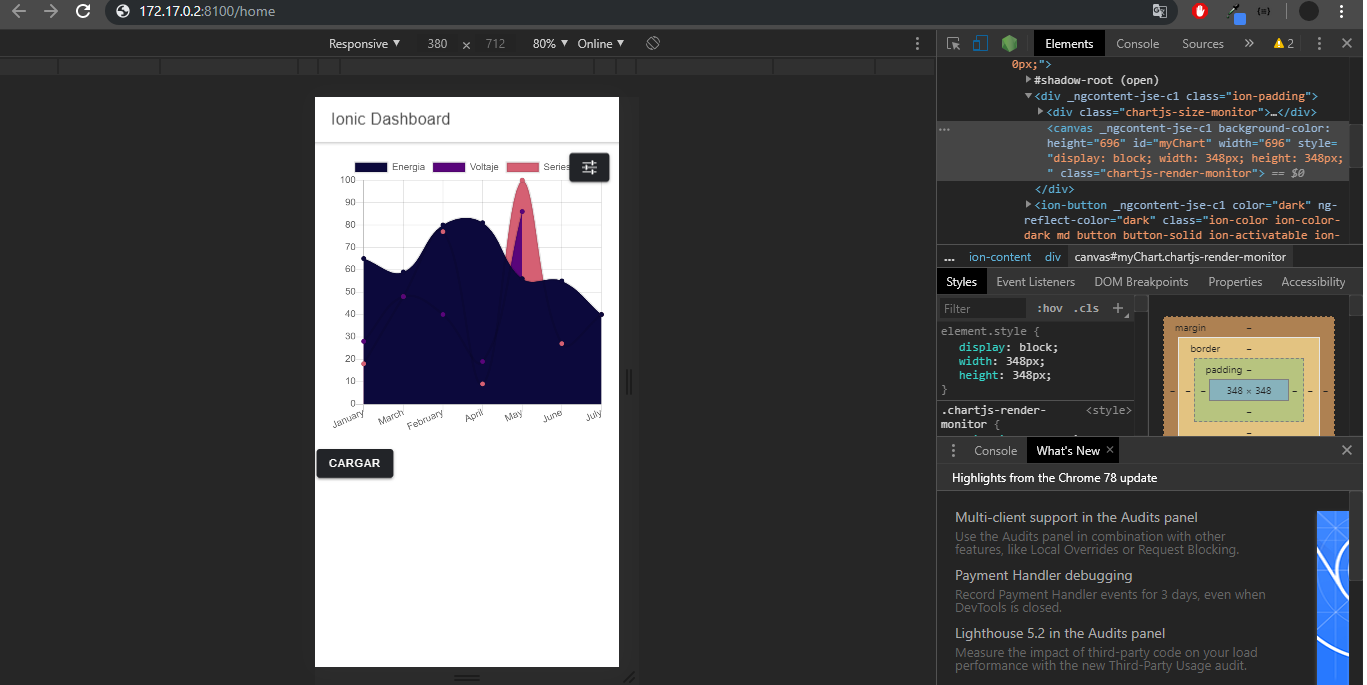 172.17.0.2:8100/home
Responsive ▼ 380 x 712 80% ▼ Online ▼
Elements Console Sources » 2
Ionic Dashboard
Energia Voltaje Series
100
90
80
70
60
50
40
30
20
10
0
January March February April May June July
CARGAR
0px;">
▶#shadow-root (open)
▼<div _ngcontent-jse-c1 class="ion-padding">
▶<div class="chartjs-size-monitor">…</div>
<canvas _ngcontent-jse-c1 background-color:
height="696" id="myChart" width="696" style=
"display: block; width: 348px; height: 348px;
" class="chartjs-render-monitor"> == $0
</div>
▶<ion-button _ngcontent-jse-c1 color="dark" ng-
reflect-color="dark" class="ion-color ion-color-
dark md button button-solid ion-activatable ion-
... ion-content div canvas#myChart.chartjs-render-monitor
Styles Event Listeners DOM Breakpoints Properties Accessibility
Filter :hov .cls +
element.style {
display: block;
width: 348px;
height: 348px;
}
.chartjs-render- <style>
monitor {
margin –
border –
padding –
– – – 348 × 348 – – –
–
–
Console What's New ×
Highlights from the Chrome 78 update
Multi-client support in the Audits panel
Use the Audits panel in combination with other
features, like Local Overrides or Request Blocking.
Payment Handler debugging
Record Payment Handler events for 3 days, even when
DevTools is closed.
Lighthouse 5.2 in the Audits panel
Measure the impact of third-party code on your load
performance with the new Third-Party Usage audit.